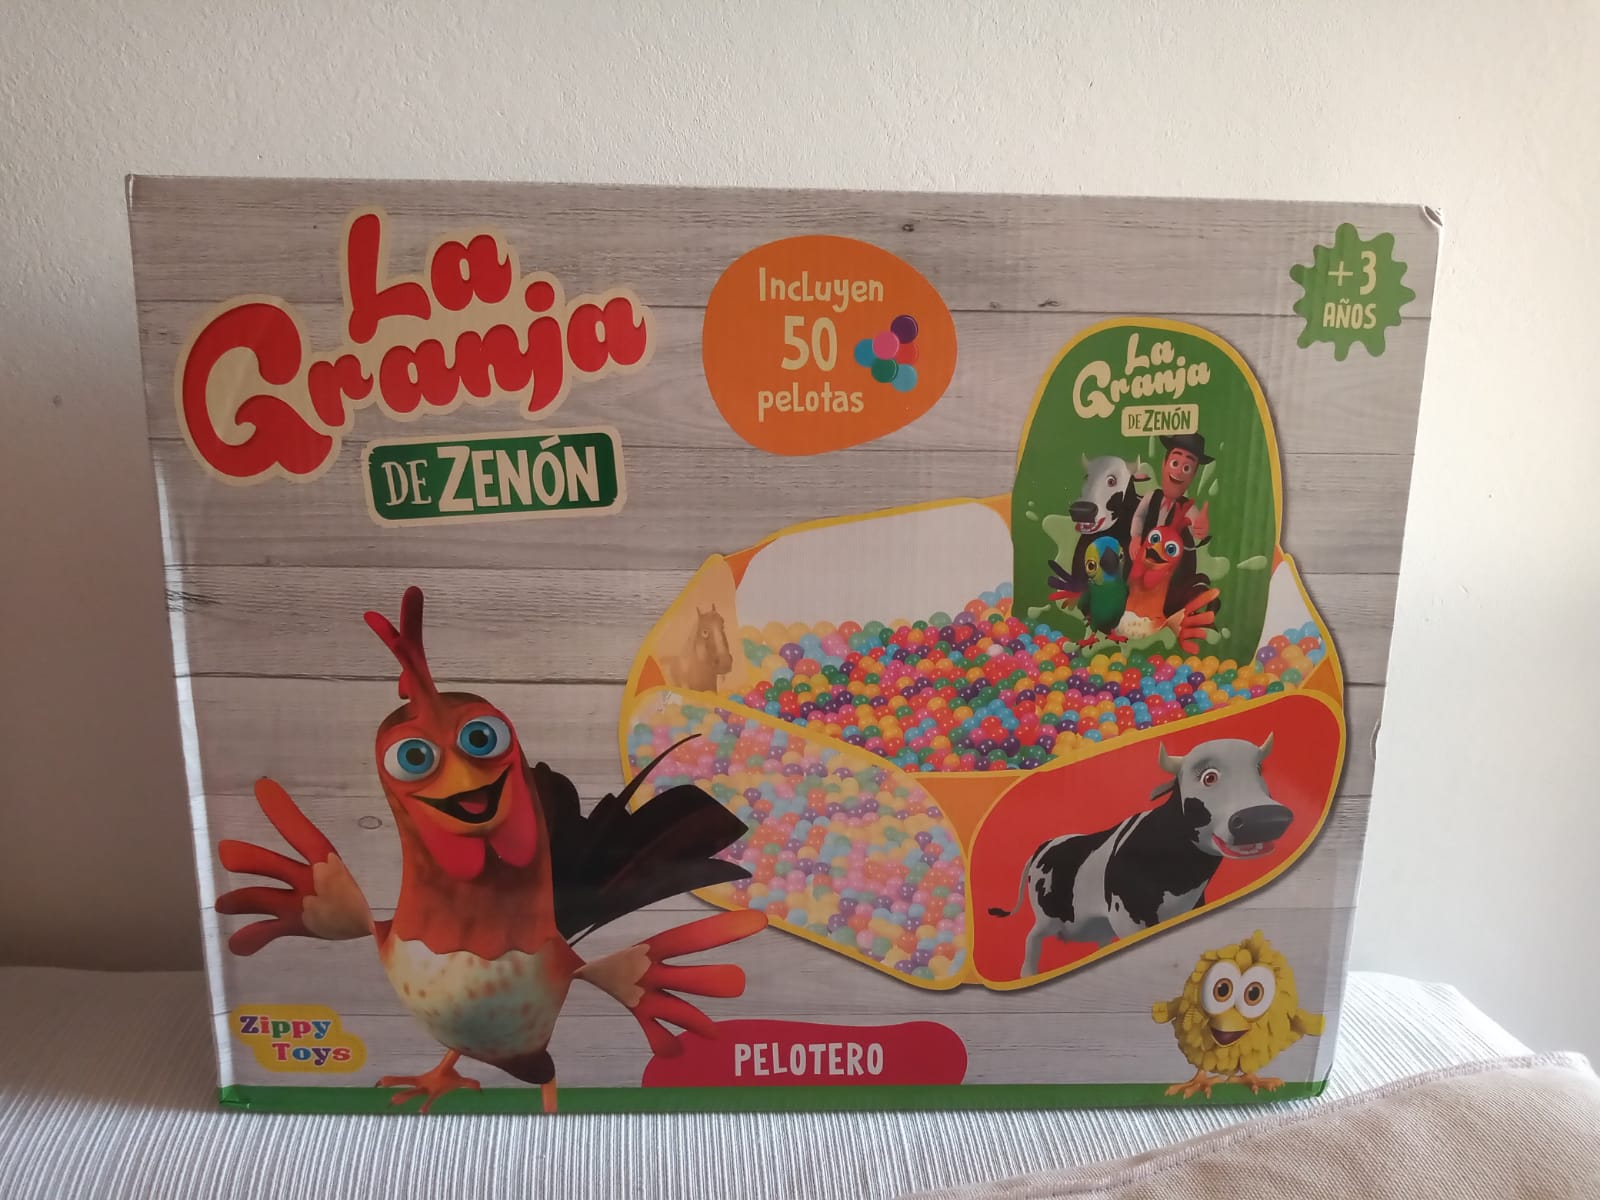 La
Granja
DE ZENÓN
Incluyen
50
pelotas
+3
AÑOS
La
Granja
DE ZENÓN
Zippy
Toys
PELOTERO